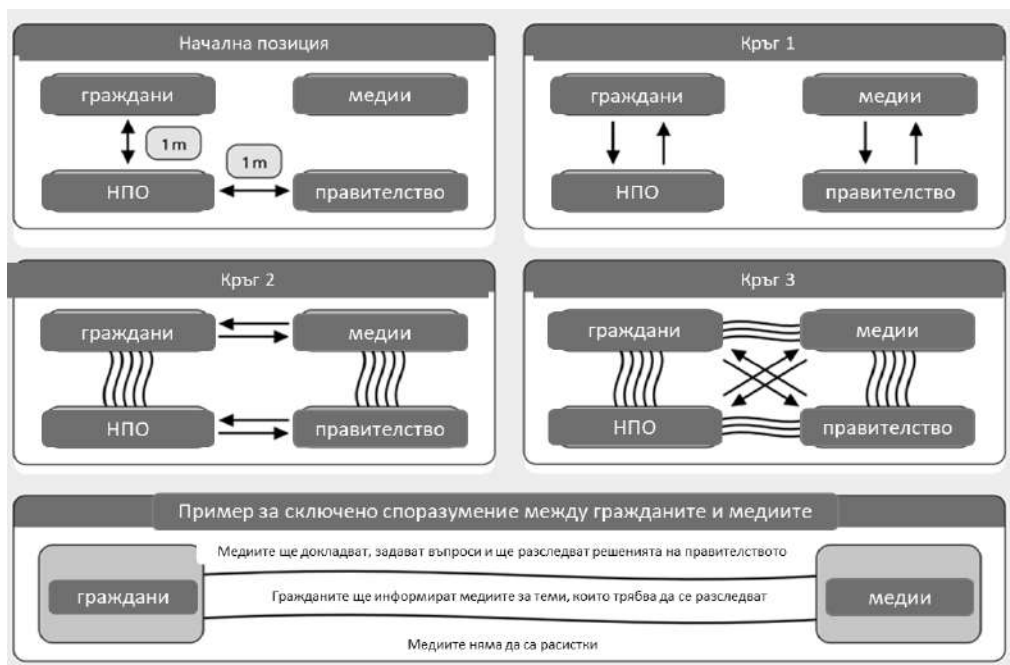 Начална позиция
граждани
медии
1 m
1 m
НПО
правителство
Кръг 1
граждани
медии
НПО
правителство
Кръг 2
граждани
медии
НПО
правителство
Кръг 3
граждани
медии
НПО
правителство
Пример за сключено споразумение между гражданите и медиите
Медиите ще докладват, задават въпроси и ще разследват решенията на правителството
граждани
Гражданите ще информират медиите за теми, които трябва да се разследват
медии
Медиите няма да са расистки